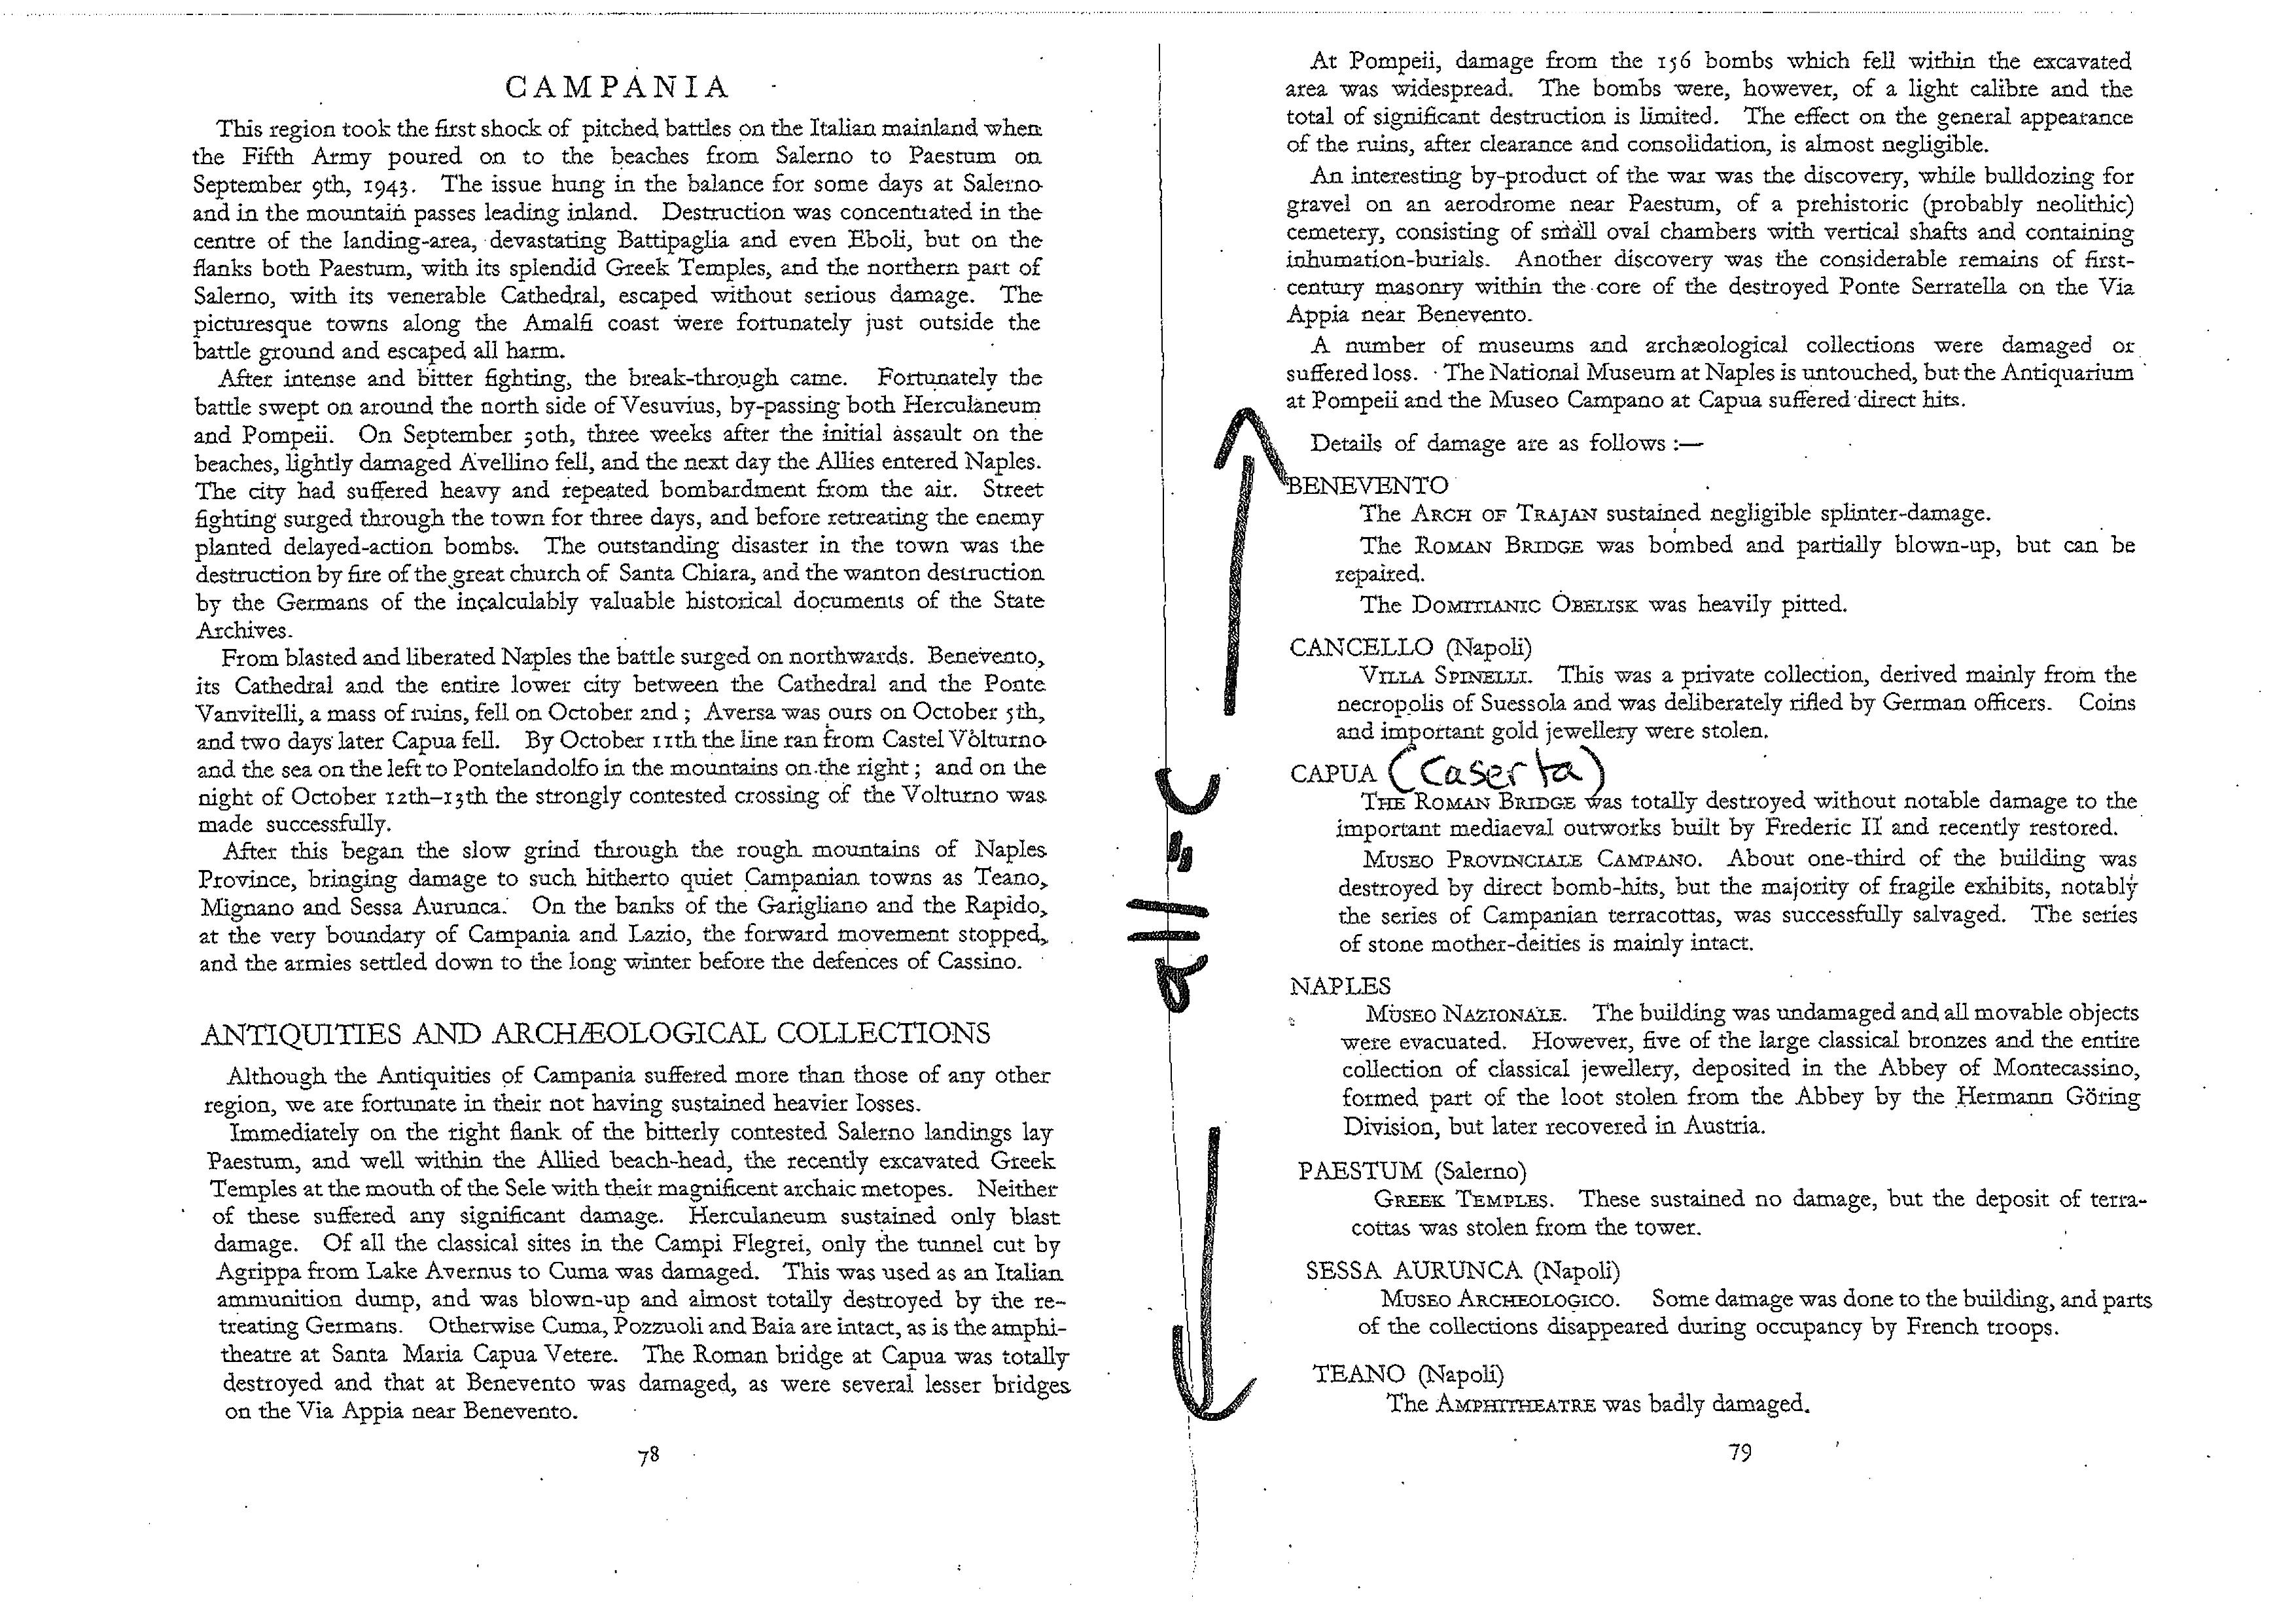 CAMPANIA
This region took the first shock of pitched battles on the Italian mainland when
the Fifth Army poured on to the beaches from Salerno to Paestum on
September 9th, 1943. The issue hung in the balance for some days at Salerno
and in the mountain passes leading inland. Destruction was concentrated in the
centre of the landing-area, devastating Battipaglia and even Eboli, but on the
flanks both Paestum, with its splendid Greek Temples, and the northern part of
Salerno, with its venerable Cathedral, escaped without serious damage. The
picturesque towns along the Amalfi coast were fortunately just outside the
battle ground and escaped all harm.
After intense and bitter fighting, the break-through came. Fortunately the
battle swept on around the north side of Vesuvius, by-passing both Herculaneum
and Pompeii. On September 30th, three weeks after the initial assault on the
beaches, lightly damaged Avellino fell, and the next day the Allies entered Naples.
The city had suffered heavy and repeated bombardment from the air. Street
fighting surged through the town for three days, and before retreating the enemy
planted delayed-action bombs. The outstanding disaster in the town was the
destruction by fire of the great church of Santa Chiara, and the wanton destruction
by the Germans of the incalculably valuable historical documents of the State
Archives.
From blasted and liberated Naples the battle surged on northwards. Benevento,
its Cathedral and the entire lower city between the Cathedral and the Ponte
Vanvitelli, a mass of ruins, fell on October 2nd ; Aversa was ours on October 5th,
and two days later Capua fell. By October 11th the line ran from Castel Volturno
and the sea on the left to Pontelandolfo in the mountains on the right ; and on the
night of October 12th–13th the strongly contested crossing of the Volturno was
made successfully.
After this began the slow grind through the rough mountains of Naples
Province, bringing damage to such hitherto quiet Campanian towns as Teano,
Mignano and Sessa Aurunca. On the banks of the Garigliano and the Rapido,
at the very boundary of Campania and Lazio, the forward movement stopped,
and the armies settled down to the long winter before the defences of Cassino.
ANTIQUITIES AND ARCHÆOLOGICAL COLLECTIONS
Although the Antiquities of Campania suffered more than those of any other
region, we are fortunate in their not having sustained heavier losses.
Immediately on the right flank of the bitterly contested Salerno landings lay
Paestum, and well within the Allied beach-head, the recently excavated Greek
Temples at the mouth of the Sele with their magnificent archaic metopes. Neither
of these suffered any significant damage. Herculaneum sustained only blast
damage. Of all the classical sites in the Campi Flegrei, only the tunnel cut by
Agrippa from Lake Avernus to Cuma was damaged. This was used as an Italian
ammunition dump, and was blown-up and almost totally destroyed by the re-
treating Germans. Otherwise Cuma, Pozzuoli and Baia are intact, as is the amphi-
theatre at Santa Maria Capua Vetere. The Roman bridge at Capua was totally
destroyed and that at Benevento was damaged, as were several lesser bridges
on the Via Appia near Benevento.
78
At Pompeii, damage from the 156 bombs which fell within the excavated
area was widespread. The bombs were, however, of a light calibre and the
total of significant destruction is limited. The effect on the general appearance
of the ruins, after clearance and consolidation, is almost negligible.
An interesting by-product of the war was the discovery, while bulldozing for
gravel on an aerodrome near Paestum, of a prehistoric (probably neolithic)
cemetery, consisting of small oval chambers with vertical shafts and containing
inhumation-burials. Another discovery was the considerable remains of first-
century masonry within the core of the destroyed Ponte Serratella on the Via
Appia near Benevento.
A number of museums and archæological collections were damaged or
suffered loss. The National Museum at Naples is untouched, but the Antiquarium
at Pompeii and the Museo Campano at Capua suffered direct hits.
Details of damage are as follows :—
BENEVENTO
The ARCH OF TRAJAN sustained negligible splinter-damage.
The ROMAN BRIDGE was bombed and partially blown-up, but can be
repaired.
The DOMITIANIC OBELISK was heavily pitted.
CANCELLO (Napoli)
VILLA SPINELLI. This was a private collection, derived mainly from the
necropolis of Suessola and was deliberately rifled by German officers. Coins
and important gold jewellery were stolen.
CAPUA (Caserta)
THE ROMAN BRIDGE was totally destroyed without notable damage to the
important mediaeval outworks built by Frederic II and recently restored.
MUSEO PROVINCIALE CAMPANO. About one-third of the building was
destroyed by direct bomb-hits, but the majority of fragile exhibits, notably
the series of Campanian terracottas, was successfully salvaged. The series
of stone mother-deities is mainly intact.
NAPLES
MUSEO NAZIONALE. The building was undamaged and all movable objects
were evacuated. However, five of the large classical bronzes and the entire
collection of classical jewellery, deposited in the Abbey of Montecassino,
formed part of the loot stolen from the Abbey by the Hermann Göring
Division, but later recovered in Austria.
PAESTUM (Salerno)
GREEK TEMPLES. These sustained no damage, but the deposit of terra-
cottas was stolen from the tower.
SESSA AURUNCA (Napoli)
MUSEO ARCHEOLOGICO. Some damage was done to the building, and parts
of the collections disappeared during occupancy by French troops.
TEANO (Napoli)
The AMPHITHEATRE was badly damaged.
79